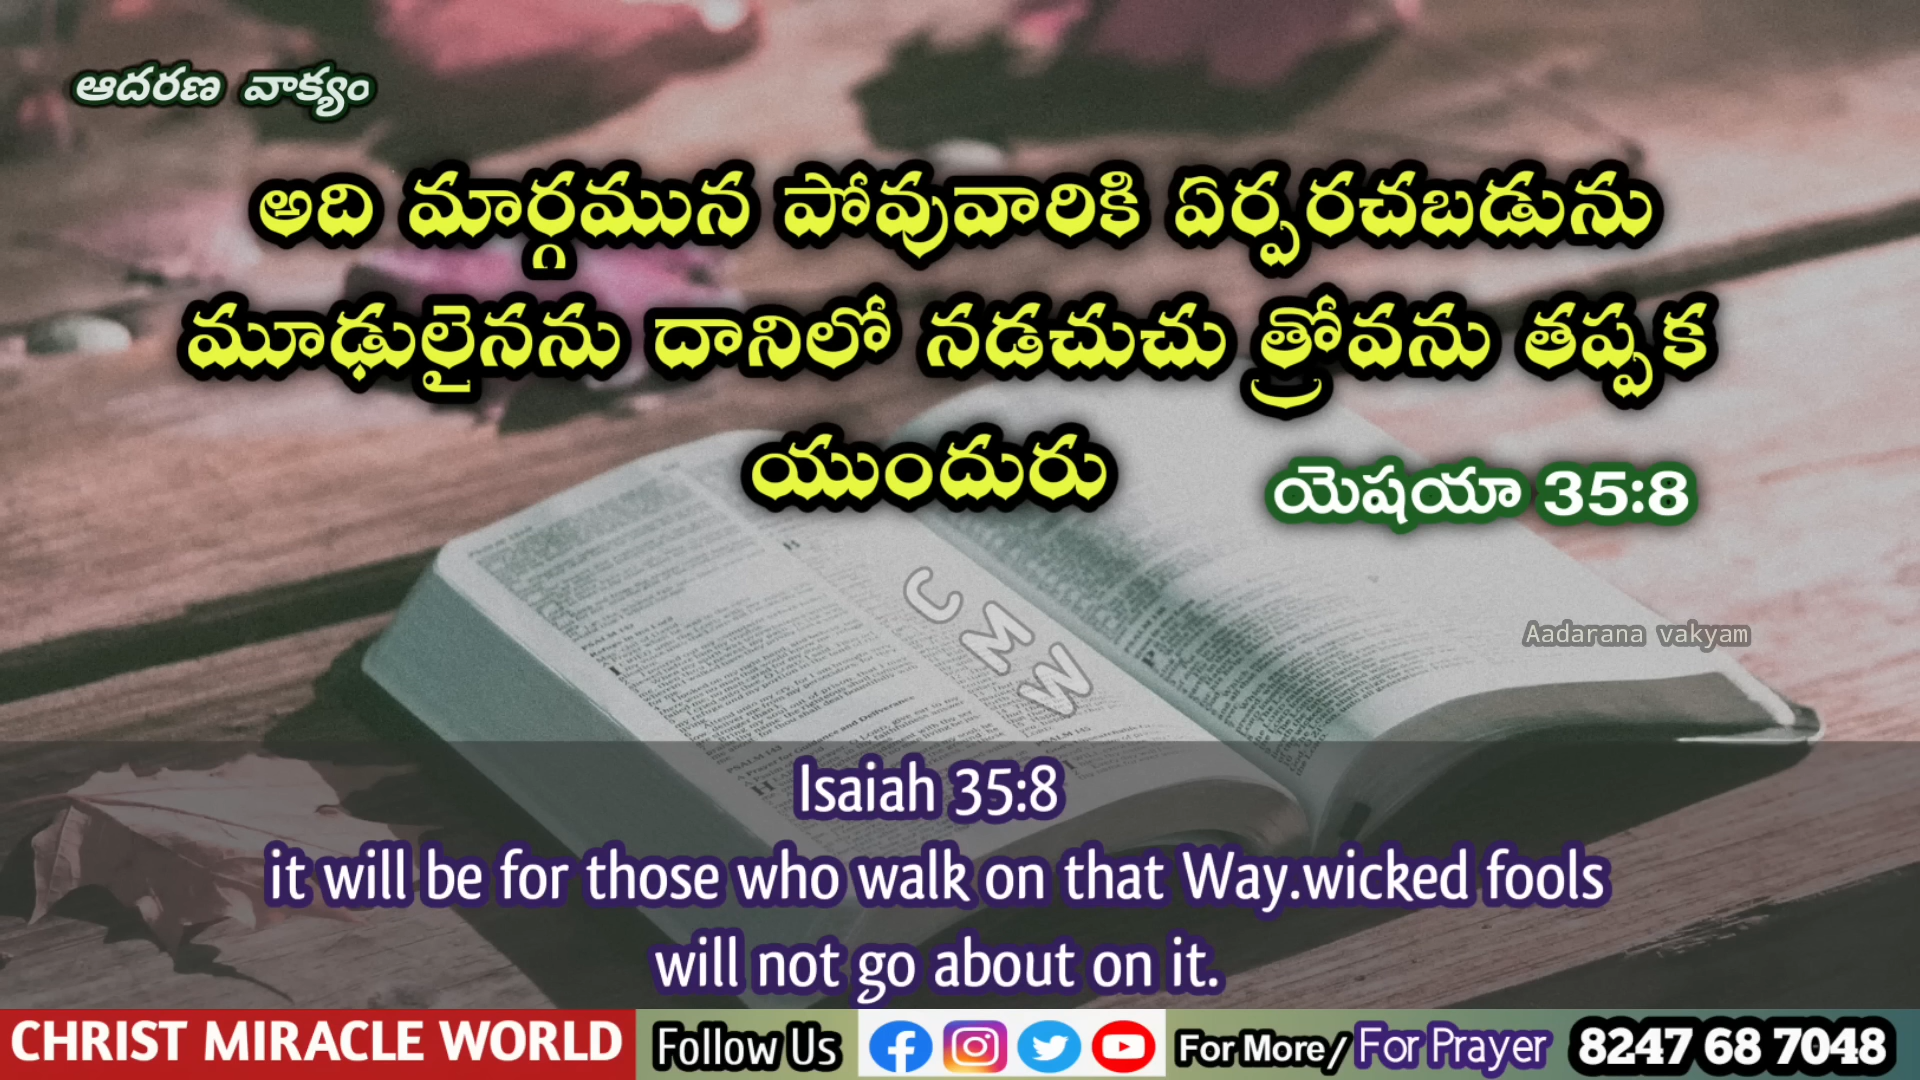 ఆదరణ వాక్యం
అది మార్గమున పోవువారికి ఏర్పరచబడును
మూఢులైనను దానిలో నడచుచు త్రోవను తప్పక
యుందురు
యెషయా 35:8
C M W
Aadarana vakyam
Isaiah 35:8
it will be for those who walk on that Way.wicked fools
will not go about on it.
CHRIST MIRACLE WORLD Follow Us For More/ For Prayer 8247 68 7048